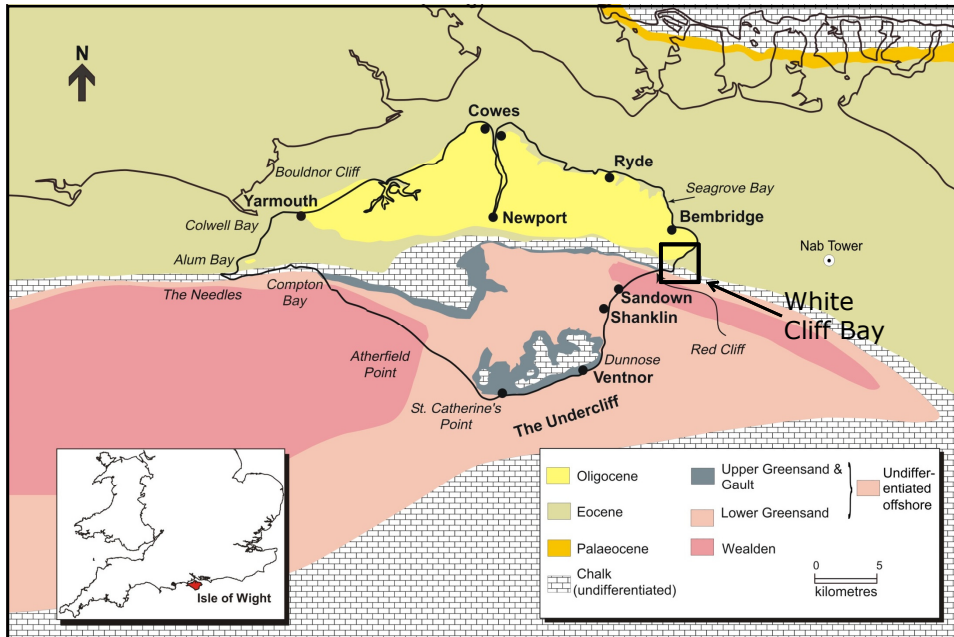 N
Cowes
Bouldnor Cliff
Ryde
Yarmouth
Seagrove Bay
Colwell Bay
Newport
Bembridge
Alum Bay
Nab Tower
The Needles
Compton
Bay
Sandown
White
Cliff Bay
Shanklin
Red Cliff
Atherfield
Point
Dunnose
Ventnor
St. Catherine's
Point
The Undercliff
Isle of Wight
Oligocene
Eocene
Palaeocene
Chalk
(undifferentiated)
Upper Greensand &
Gault
Lower Greensand
Wealden
Undiffer-
entiated
offshore
0 5
kilometres